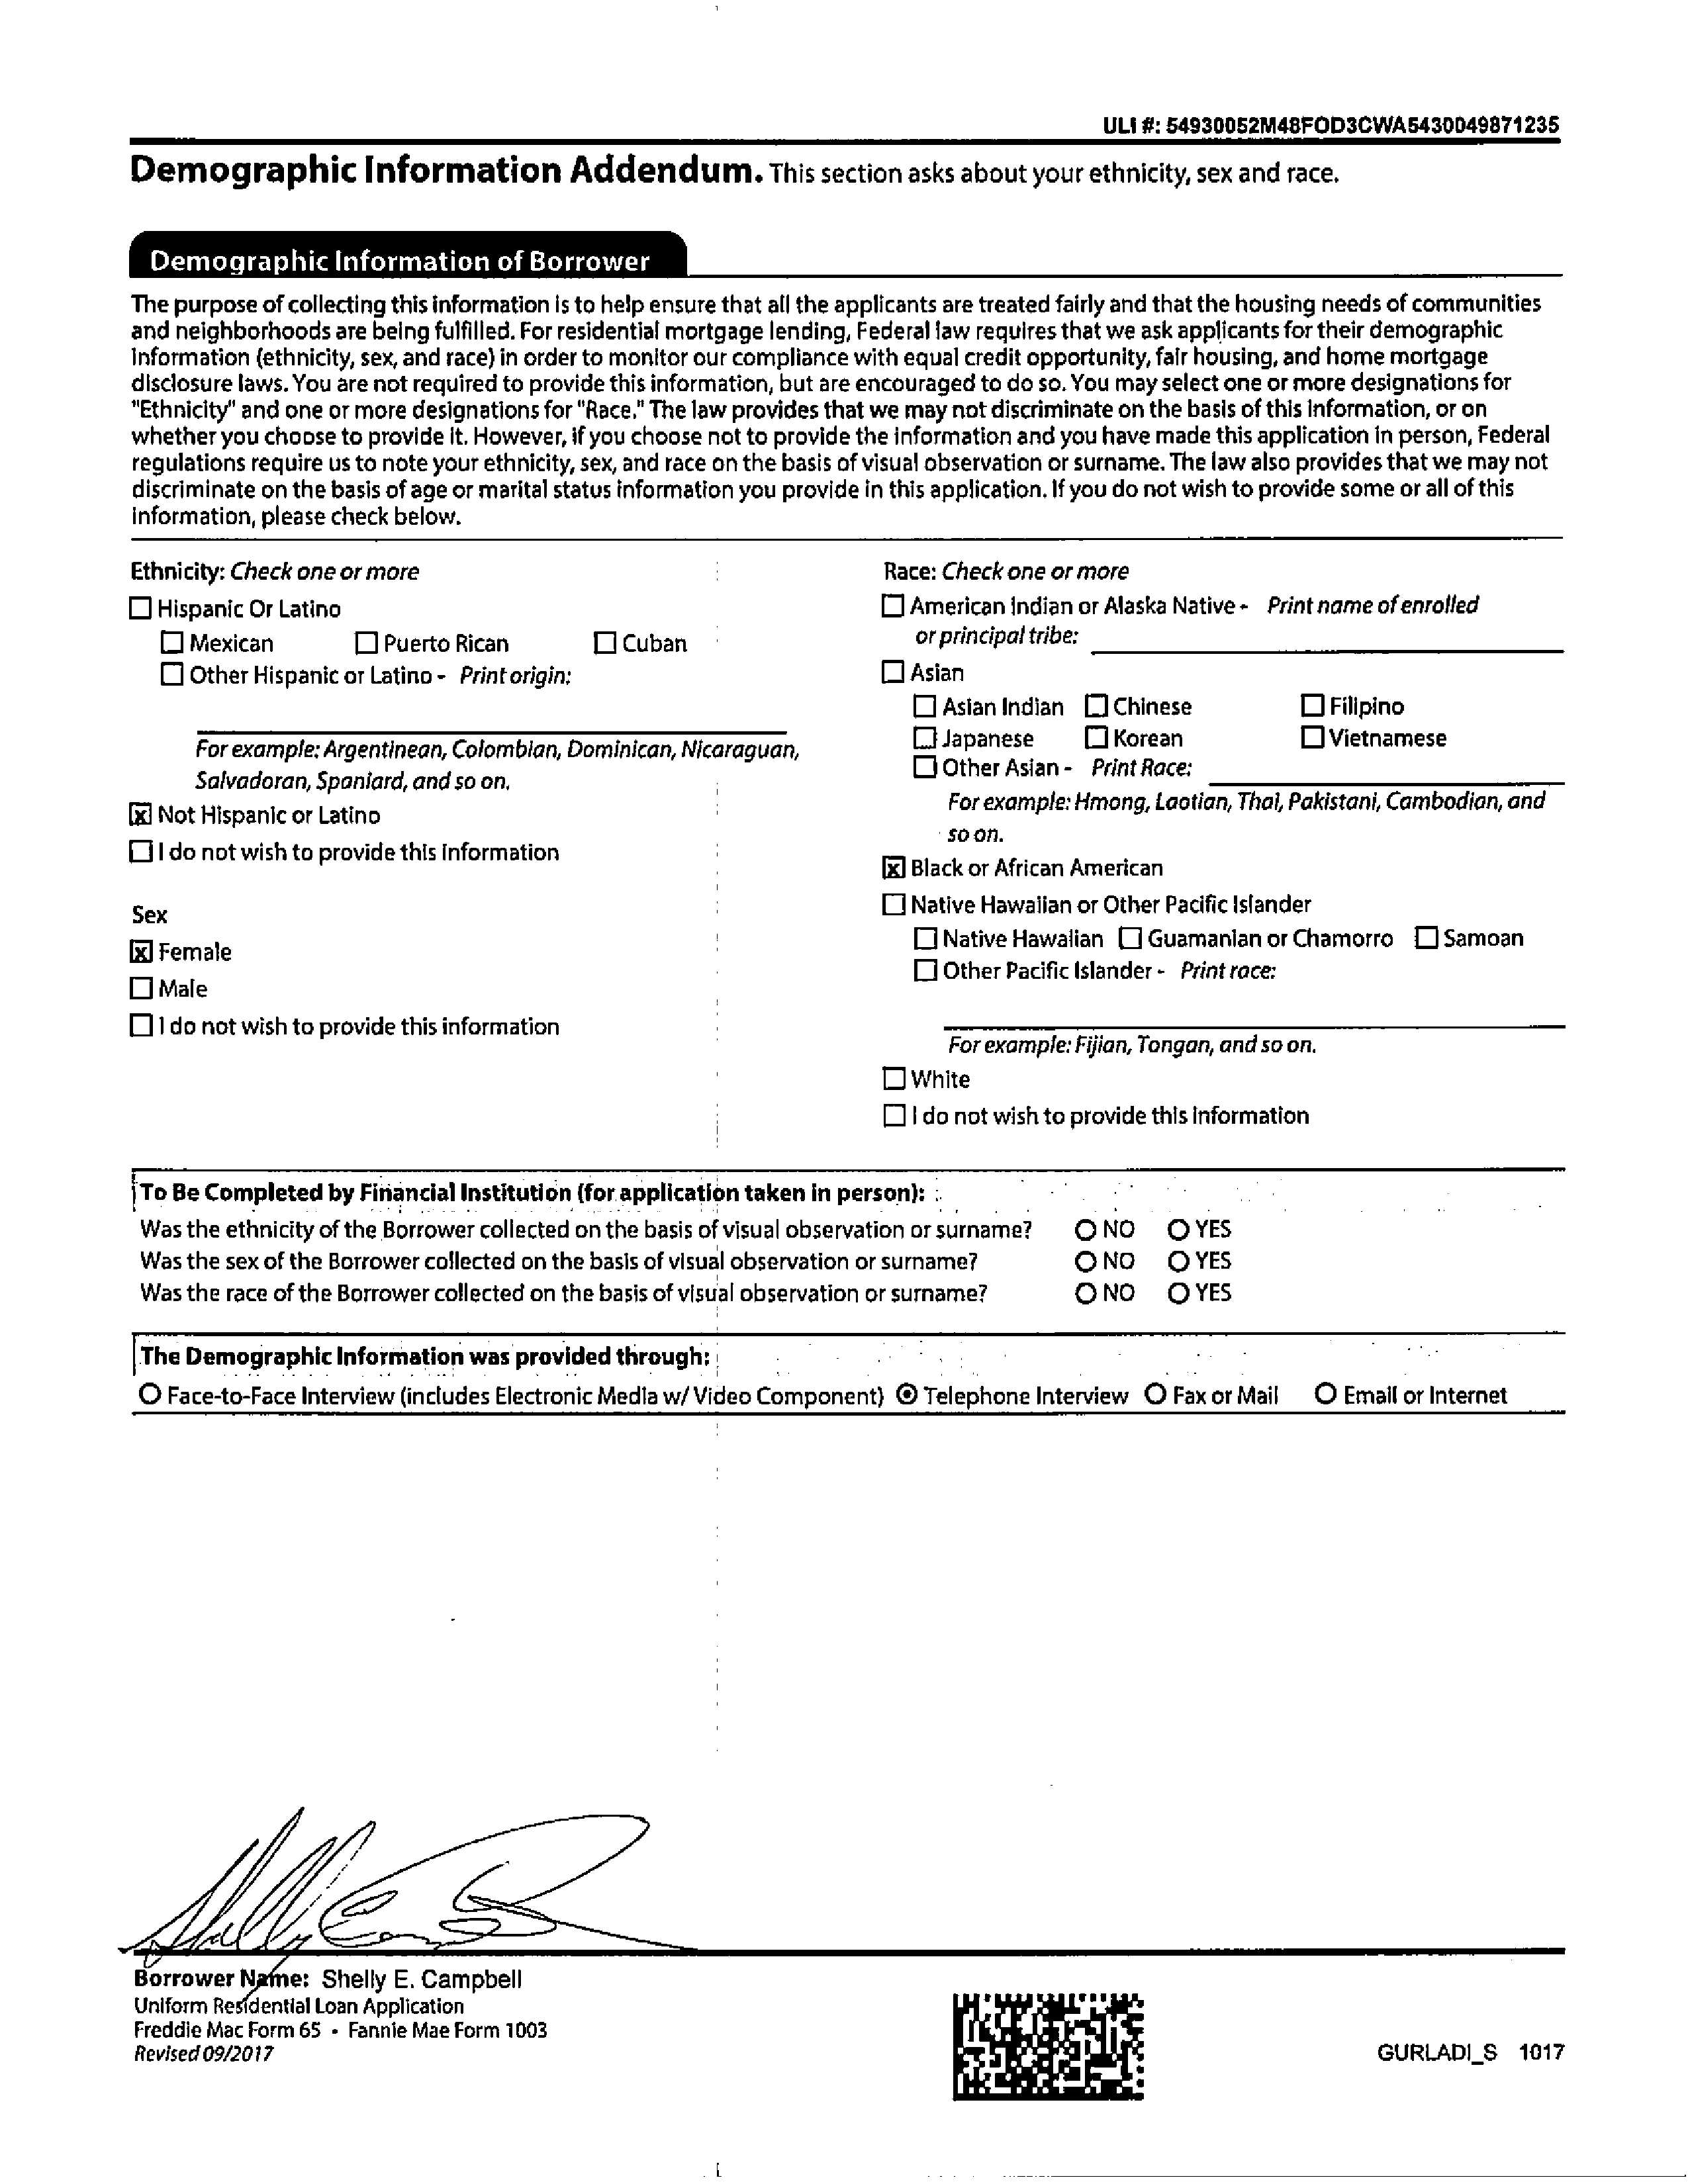 ULI #: 54930052M48FOD3CWA5430049871235
Demographic Information Addendum. This section asks about your ethnicity, sex and race.
Demographic Information of Borrower
The purpose of collecting this information is to help ensure that all the applicants are treated fairly and that the housing needs of communities
and neighborhoods are being fulfilled. For residential mortgage lending, Federal law requires that we ask applicants for their demographic
information (ethnicity, sex, and race) in order to monitor our compliance with equal credit opportunity, fair housing, and home mortgage
disclosure laws. You are not required to provide this information, but are encouraged to do so. You may select one or more designations for
"Ethnicity" and one or more designations for "Race." The law provides that we may not discriminate on the basis of this information, or on
whether you choose to provide it. However, if you choose not to provide the information and you have made this application in person, Federal
regulations require us to note your ethnicity, sex, and race on the basis of visual observation or surname. The law also provides that we may not
discriminate on the basis of age or marital status information you provide in this application. If you do not wish to provide some or all of this
information, please check below.
Ethnicity: Check one or more
☐ Hispanic Or Latino
☐ Mexican ☐ Puerto Rican ☐ Cuban
☐ Other Hispanic or Latino - Print origin:
For example: Argentinean, Colombian, Dominican, Nicaraguan,
Salvadoran, Spaniard, and so on.
☒ Not Hispanic or Latino
☐ I do not wish to provide this information
Sex
☒ Female
☐ Male
☐ I do not wish to provide this information
Race: Check one or more
☐ American Indian or Alaska Native - Print name of enrolled
or principal tribe:
☐ Asian
☐ Asian Indian ☐ Chinese ☐ Filipino
☐ Japanese ☐ Korean ☐ Vietnamese
☐ Other Asian - Print Race:
For example: Hmong, Laotian, Thai, Pakistani, Cambodian, and
so on.
☒ Black or African American
☐ Native Hawaiian or Other Pacific Islander
☐ Native Hawaiian ☐ Guamanian or Chamorro ☐ Samoan
☐ Other Pacific Islander - Print race:
For example: Fijian, Tongan, and so on.
☐ White
☐ I do not wish to provide this information
To Be Completed by Financial Institution (for application taken in person):
Was the ethnicity of the Borrower collected on the basis of visual observation or surname? ○ NO ○ YES
Was the sex of the Borrower collected on the basis of visual observation or surname? ○ NO ○ YES
Was the race of the Borrower collected on the basis of visual observation or surname? ○ NO ○ YES
The Demographic Information was provided through:
○ Face-to-Face Interview (includes Electronic Media w/ Video Component) ◉ Telephone Interview ○ Fax or Mail ○ Email or Internet
Borrower Name: Shelly E. Campbell
Uniform Residential Loan Application
Freddie Mac Form 65 • Fannie Mae Form 1003
Revised 09/2017
GURLADI_S 1017